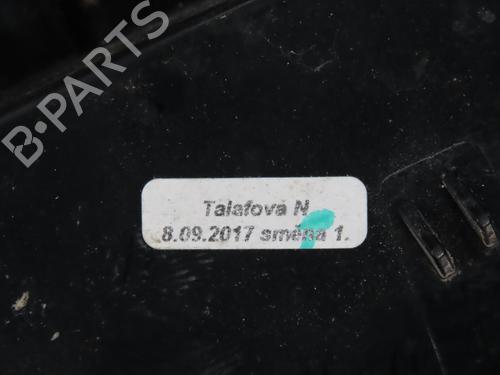 B-PARTS
Talafova N
8.09.2017 směna 1.